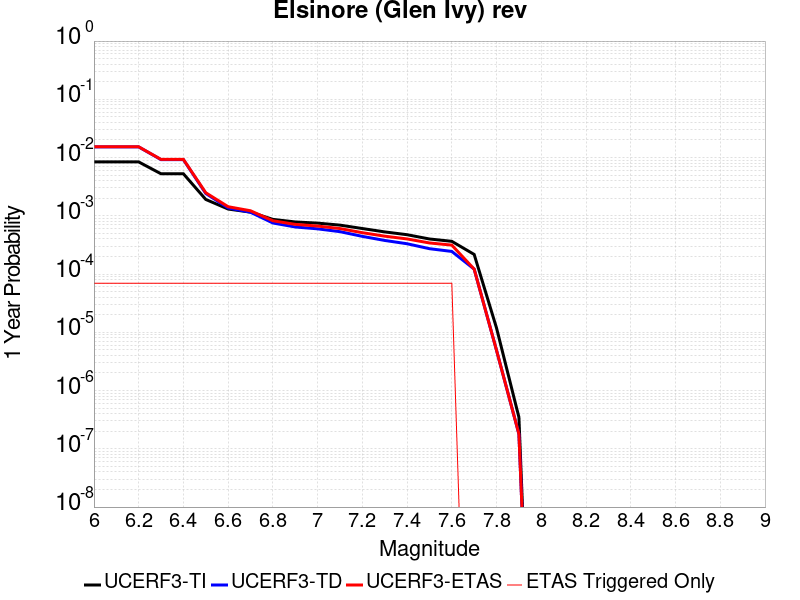 Elsinore (Glen Ivy) rev
10^0
10^-1
10^-2
10^-3
10^-4
10^-5
10^-6
10^-7
10^-8
1 Year Probability
6 6.2 6.4 6.6 6.8 7 7.2 7.4 7.6 7.8 8 8.2 8.4 8.6 8.8 9
Magnitude
UCERF3-TI UCERF3-TD UCERF3-ETAS ETAS Triggered Only